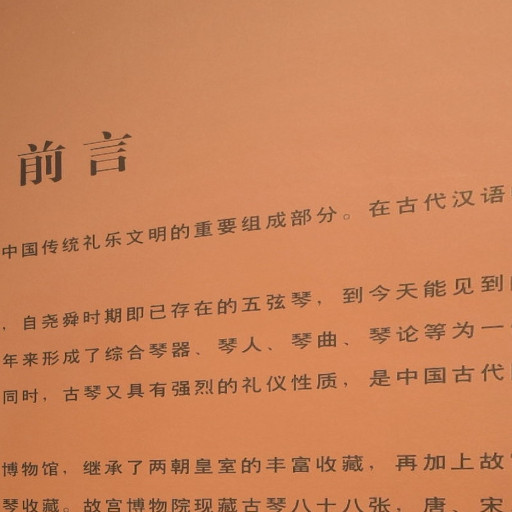 前言
中国传统礼乐文明的重要组成部分。在古代汉语
，自尧舜时期即已存在的五弦琴，到今天能见到
年来形成了综合琴器、琴人、琴曲、琴论等为一
同时，古琴又具有强烈的礼仪性质，是中国古代
博物馆，继承了两朝皇室的丰富收藏，再加上故
琴收藏。故宫博物院现藏古琴八十八张，唐、宋